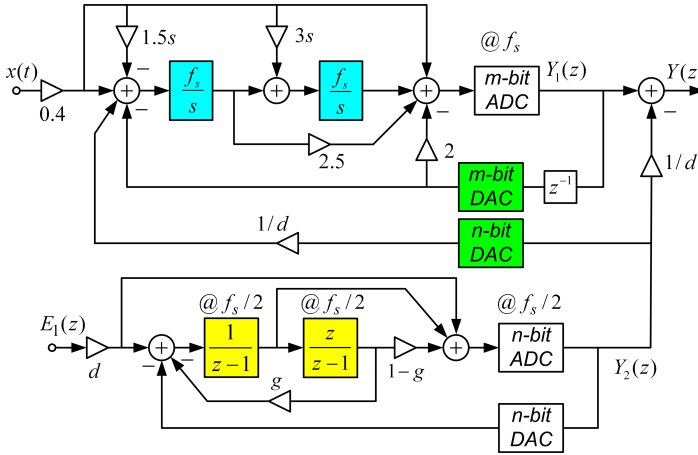 1.5s
3s
@ f_s
x(t)
Y_1(z)
Y(z
−
−
f_s/s
f_s/s
−
m-bit ADC
−
0.4
2.5
2
m-bit DAC
z^{-1}
1/d
1/d
n-bit DAC
@ f_s/2
@ f_s/2
@ f_s/2
E_1(z)
d
−
−
1/(z−1)
z/(z−1)
1−g
n-bit ADC
Y_2(z)
g
n-bit DAC